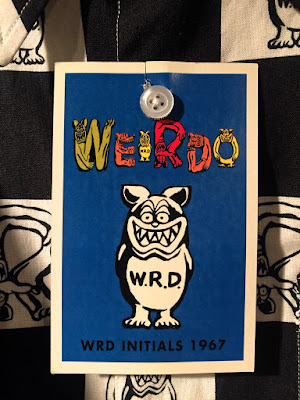 WEIRDO
W.R.D
W.R.D.
WRD INITIALS 1967